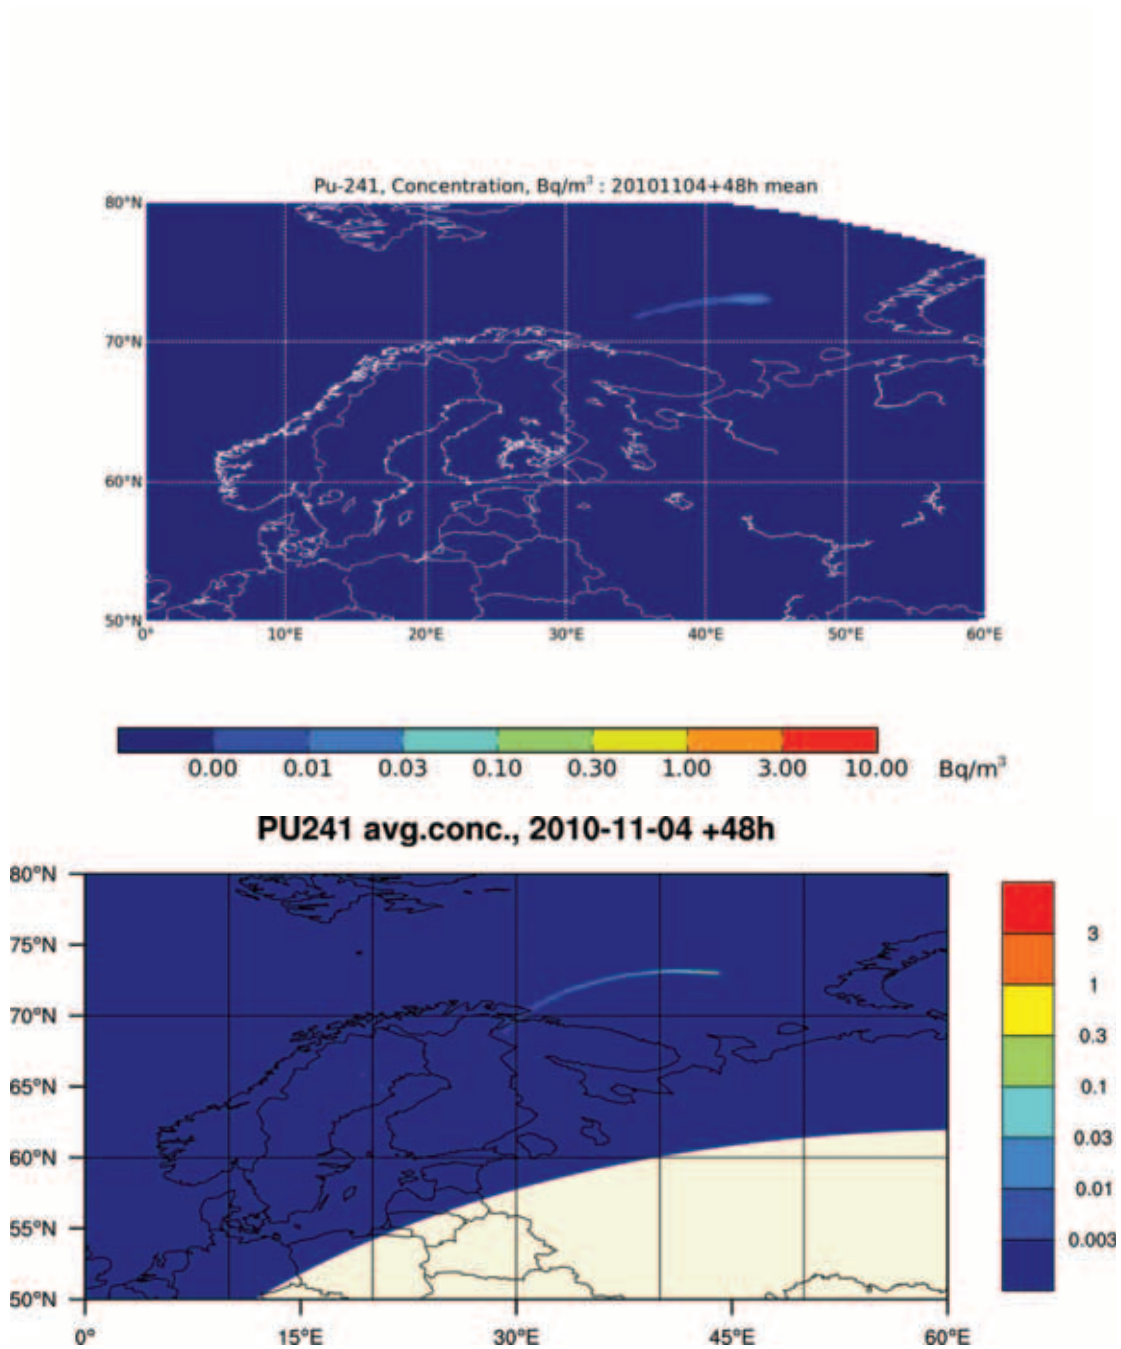 Pu-241, Concentration, Bq/m³ : 20101104+48h mean
80°N
70°N
60°N
50°N
0° 10°E 20°E 30°E 40°E 50°E 60°E
0.00 0.01 0.03 0.10 0.30 1.00 3.00 10.00 Bq/m³
PU241 avg.conc., 2010-11-04 +48h
80°N
75°N
70°N
65°N
60°N
55°N
50°N
0° 15°E 30°E 45°E 60°E
3
1
0.3
0.1
0.03
0.01
0.003